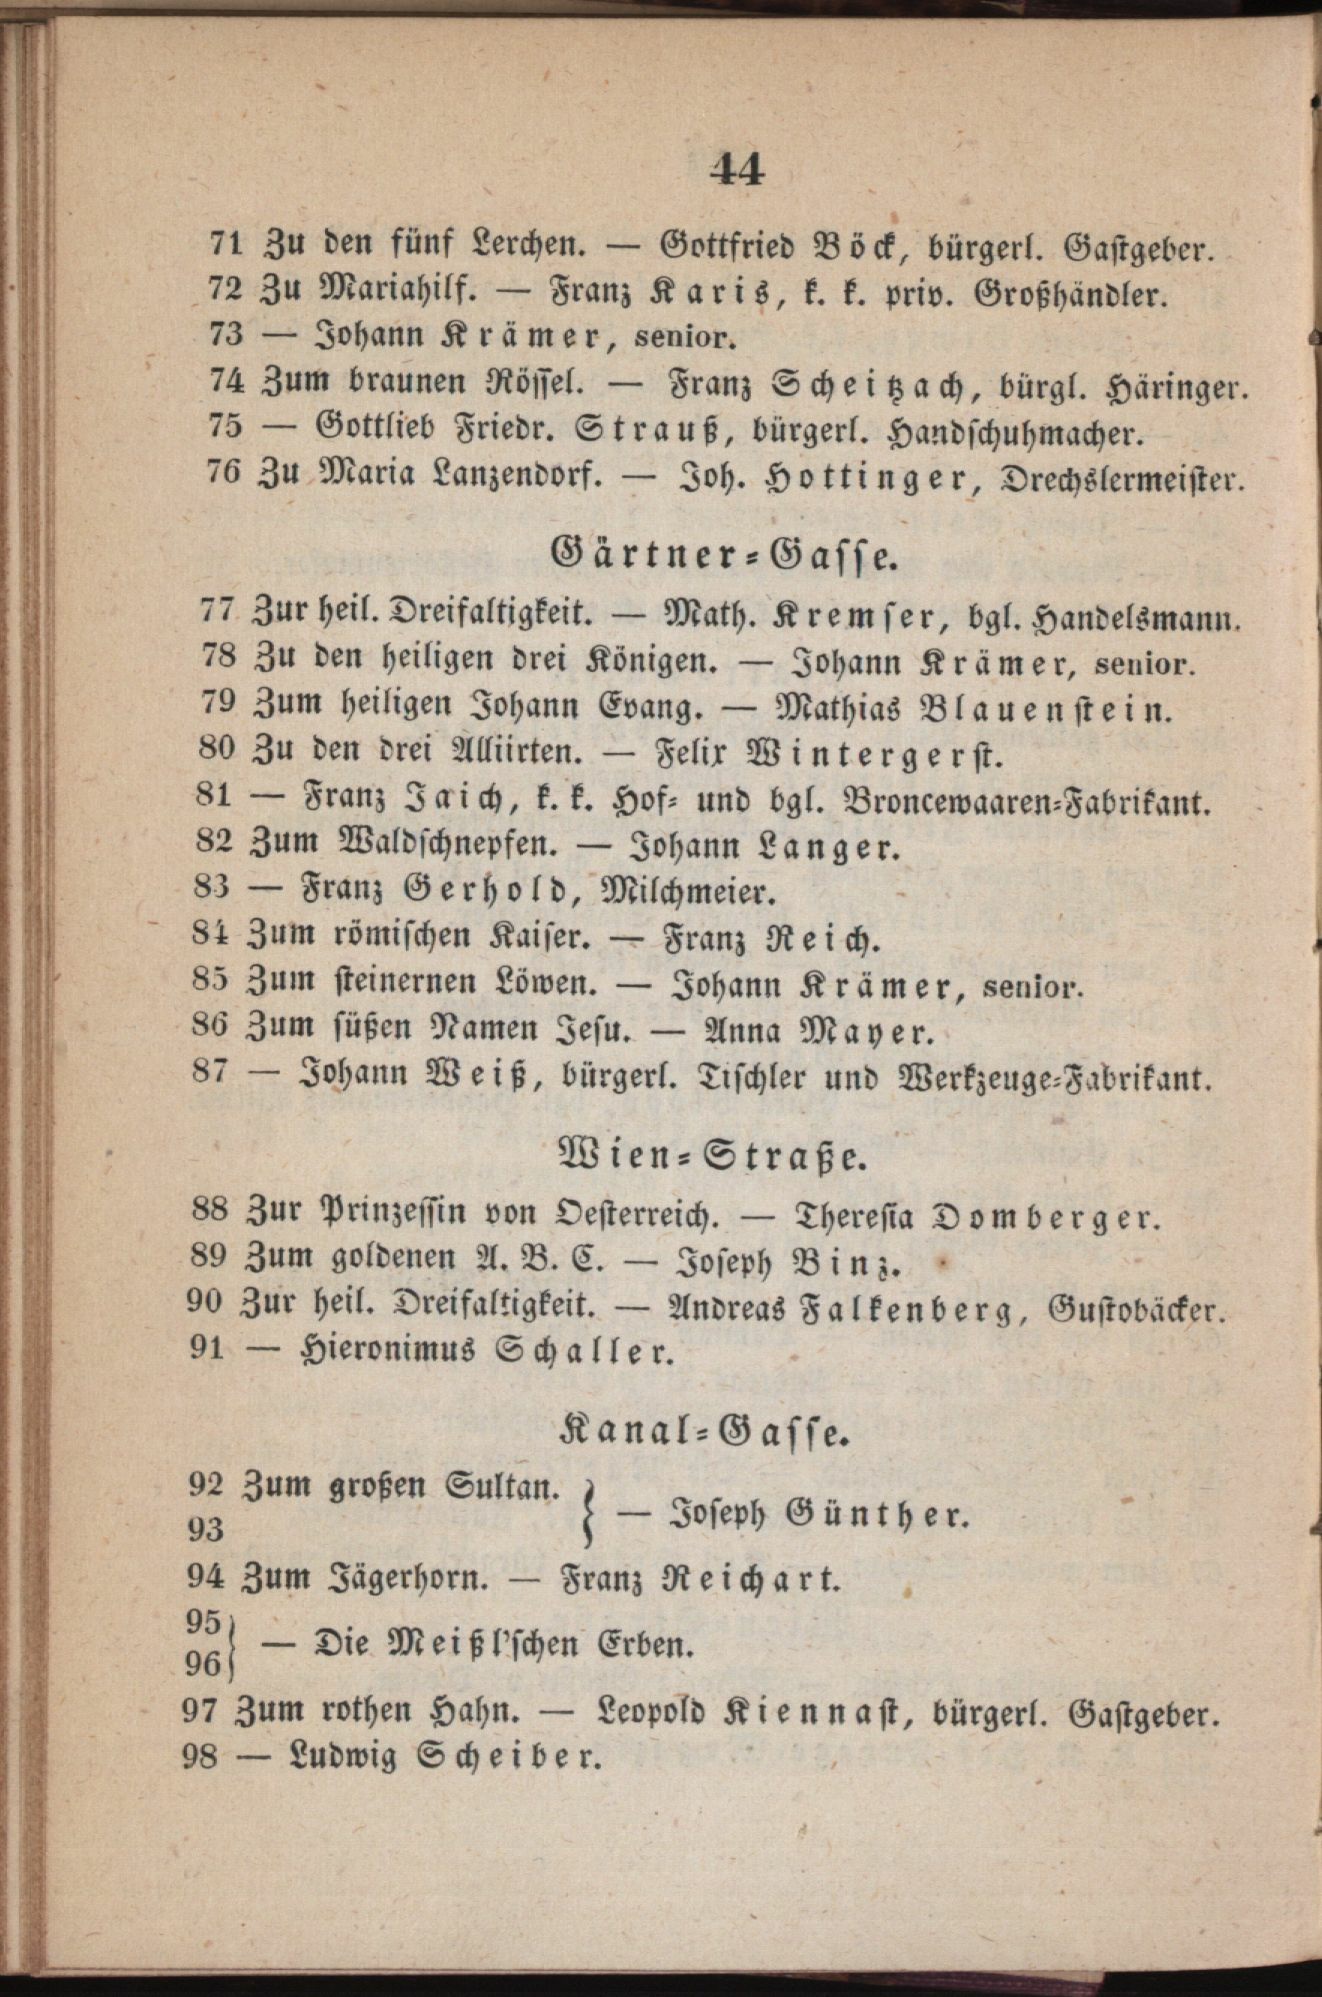 44
71 Zu den fünf Lerchen. — Gottfried Böck, bürgerl. Gastgeber.
72 Zu Mariahilf. — Franz Karis, k. k. priv. Großhändler.
73 — Johann Krämer, senior.
74 Zum braunen Rössel. — Franz Scheitzach, bürgl. Häringer.
75 — Gottlieb Friedr. Strauß, bürgerl. Handschuhmacher.
76 Zu Maria Lanzendorf. — Joh. Hottinger, Drechslermeister.
Gärtner-Gasse.
77 Zur heil. Dreifaltigkeit. — Math. Kremser, bgl. Handelsmann.
78 Zu den heiligen drei Königen. — Johann Krämer, senior.
79 Zum heiligen Johann Evang. — Mathias Blauenstein.
80 Zu den drei Alliirten. — Felix Wintergerst.
81 — Franz Jaich, k. k. Hof- und bgl. Broncewaaren-Fabrikant.
82 Zum Waldschnepfen. — Johann Langer.
83 — Franz Gerhold, Milchmeier.
84 Zum römischen Kaiser. — Franz Reich.
85 Zum steinernen Löwen. — Johann Krämer, senior.
86 Zum süßen Namen Jesu. — Anna Mayer.
87 — Johann Weiß, bürgerl. Tischler und Werkzeuge-Fabrikant.
Wien-Straße.
88 Zur Prinzessin von Oesterreich. — Theresia Domberger.
89 Zum goldenen A. B. C. — Joseph Binz.
90 Zur heil. Dreifaltigkeit. — Andreas Falkenberg, Gustobäcker.
91 — Hieronimus Schaller.
Kanal-Gasse.
92 Zum großen Sultan. } — Joseph Günther.
93
94 Zum Jägerhorn. — Franz Reichart.
95 } — Die Meißl'schen Erben.
96
97 Zum rothen Hahn. — Leopold Kiennast, bürgerl. Gastgeber.
98 — Ludwig Scheiber.